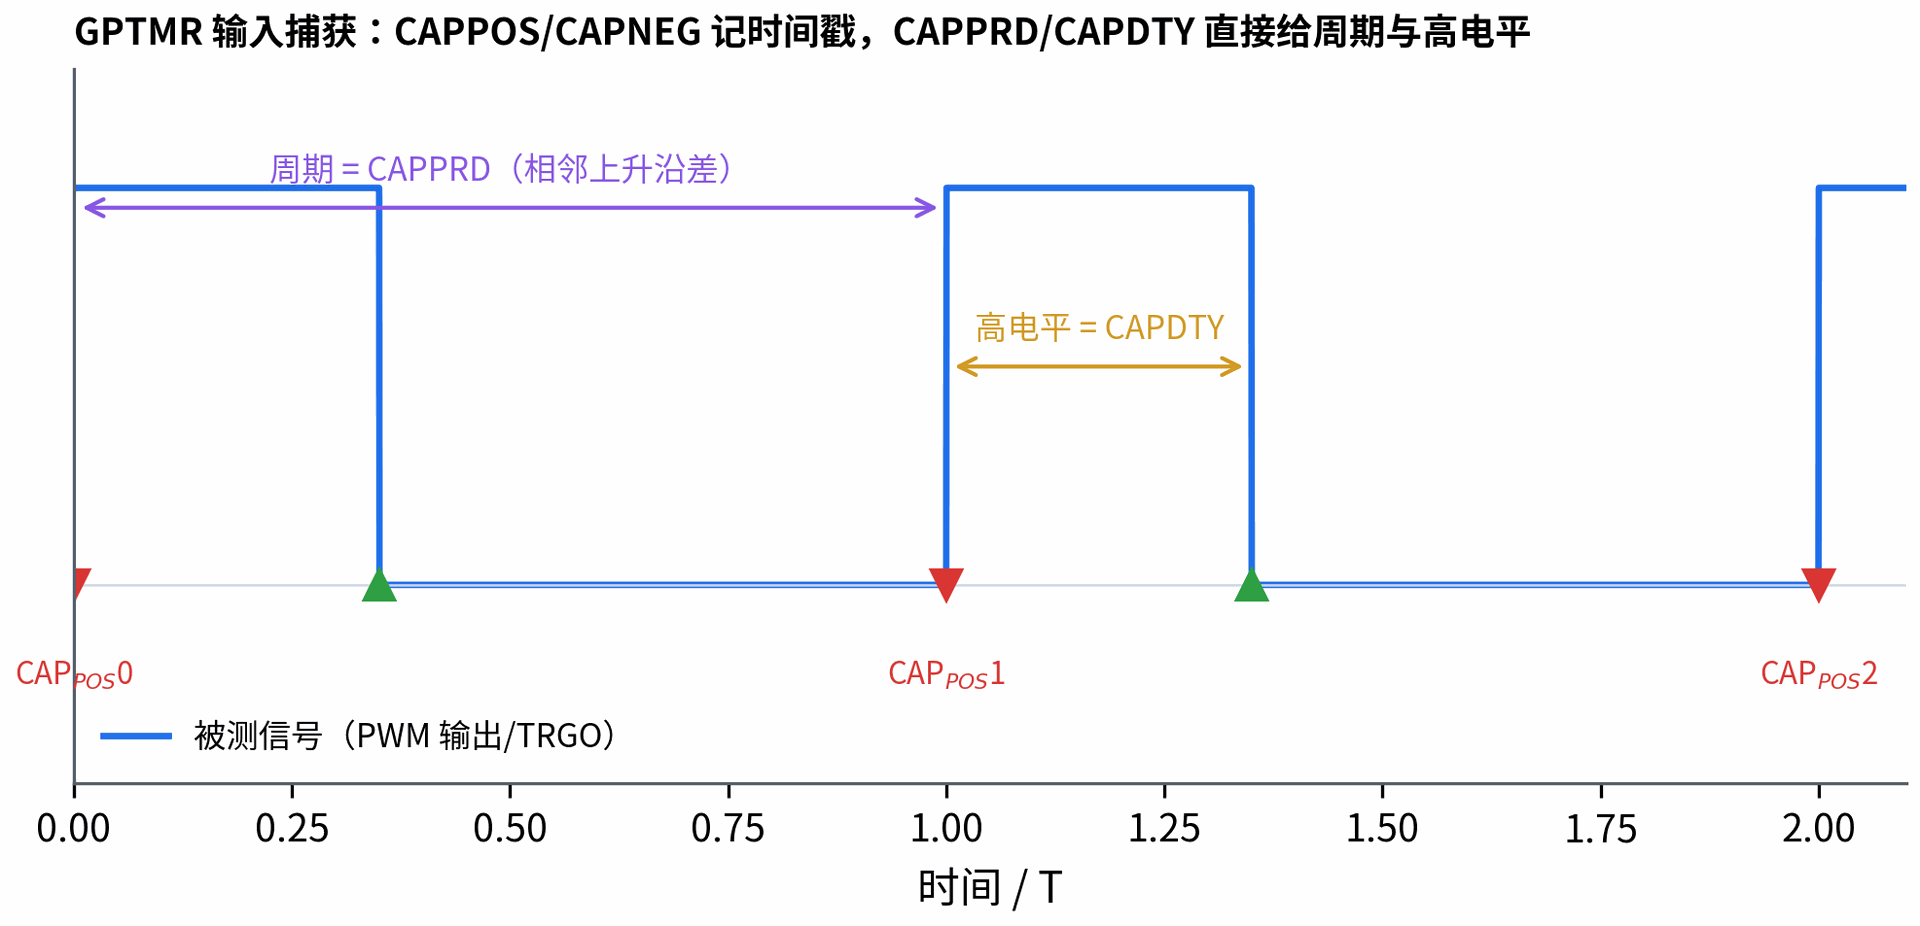 GPTMR 输入捕获：CAPPOS/CAPNEG 记时间戳，CAPPRD/CAPDTY 直接给周期与高电平
周期 = CAPPRD（相邻上升沿差）
高电平 = CAPDTY
CAPPOS0
CAPPOS1
CAPPOS2
被测信号（PWM 输出/TRGO）
0.00 0.25 0.50 0.75 1.00 1.25 1.50 1.75 2.00
时间 / T